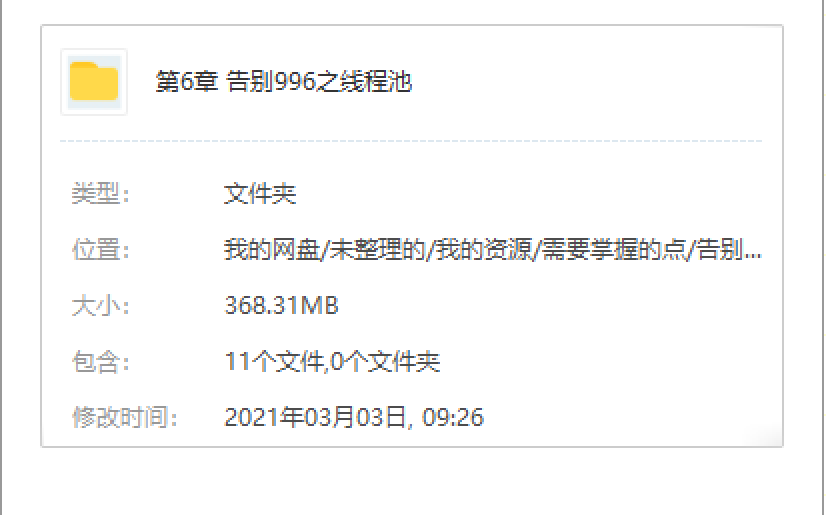 第6章 告别996之线程池
类型： 文件夹
位置： 我的网盘/未整理的/我的资源/需要掌握的点/告别...
大小： 368.31MB
包含： 11个文件,0个文件夹
修改时间： 2021年03月03日, 09:26